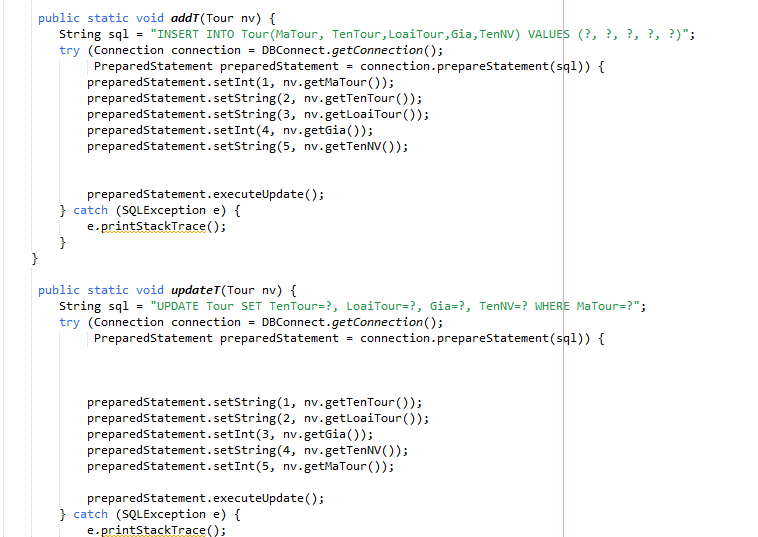 public static void addT(Tour nv) {
String sql = "INSERT INTO Tour(MaTour, TenTour,LoaiTour,Gia,TenNV) VALUES (?, ?, ?, ?, ?)";
try (Connection connection = DBConnect.getConnection();
PreparedStatement preparedStatement = connection.prepareStatement(sql)) {
preparedStatement.setInt(1, nv.getMaTour());
preparedStatement.setString(2, nv.getTenTour());
preparedStatement.setString(3, nv.getLoaiTour());
preparedStatement.setInt(4, nv.getGia());
preparedStatement.setString(5, nv.getTenNV());
preparedStatement.executeUpdate();
} catch (SQLException e) {
e.printStackTrace();
}
}
public static void updateT(Tour nv) {
String sql = "UPDATE Tour SET TenTour=?, LoaiTour=?, Gia=?, TenNV=? WHERE MaTour=?";
try (Connection connection = DBConnect.getConnection();
PreparedStatement preparedStatement = connection.prepareStatement(sql)) {
preparedStatement.setString(1, nv.getTenTour());
preparedStatement.setString(2, nv.getLoaiTour());
preparedStatement.setInt(3, nv.getGia());
preparedStatement.setString(4, nv.getTenNV());
preparedStatement.setInt(5, nv.getMaTour());
preparedStatement.executeUpdate();
} catch (SQLException e) {
e.printStackTrace();